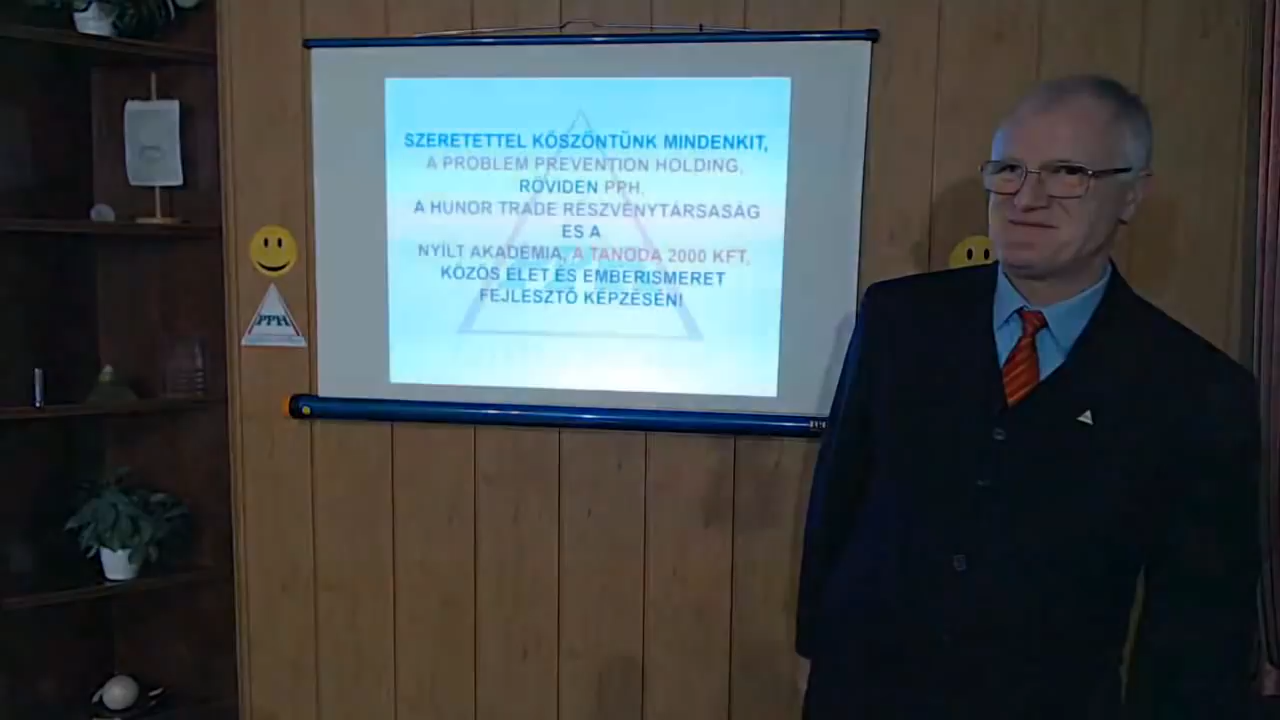 SZERETETTEL KÖSZÖNTÜNK MINDENKIT,
A PROBLEM PREVENTION HOLDING,
RÖVIDEN PPH,
A HUNOR TRADE RÉSZVÉNYTÁRSASÁG
ÉS A
NYÍLT AKADÉMIA, A TANODA 2000 KFT,
KÖZÖS ÉLET ÉS EMBERISMERET
FEJLESZTŐ KÉPZÉSÉN!
PPH